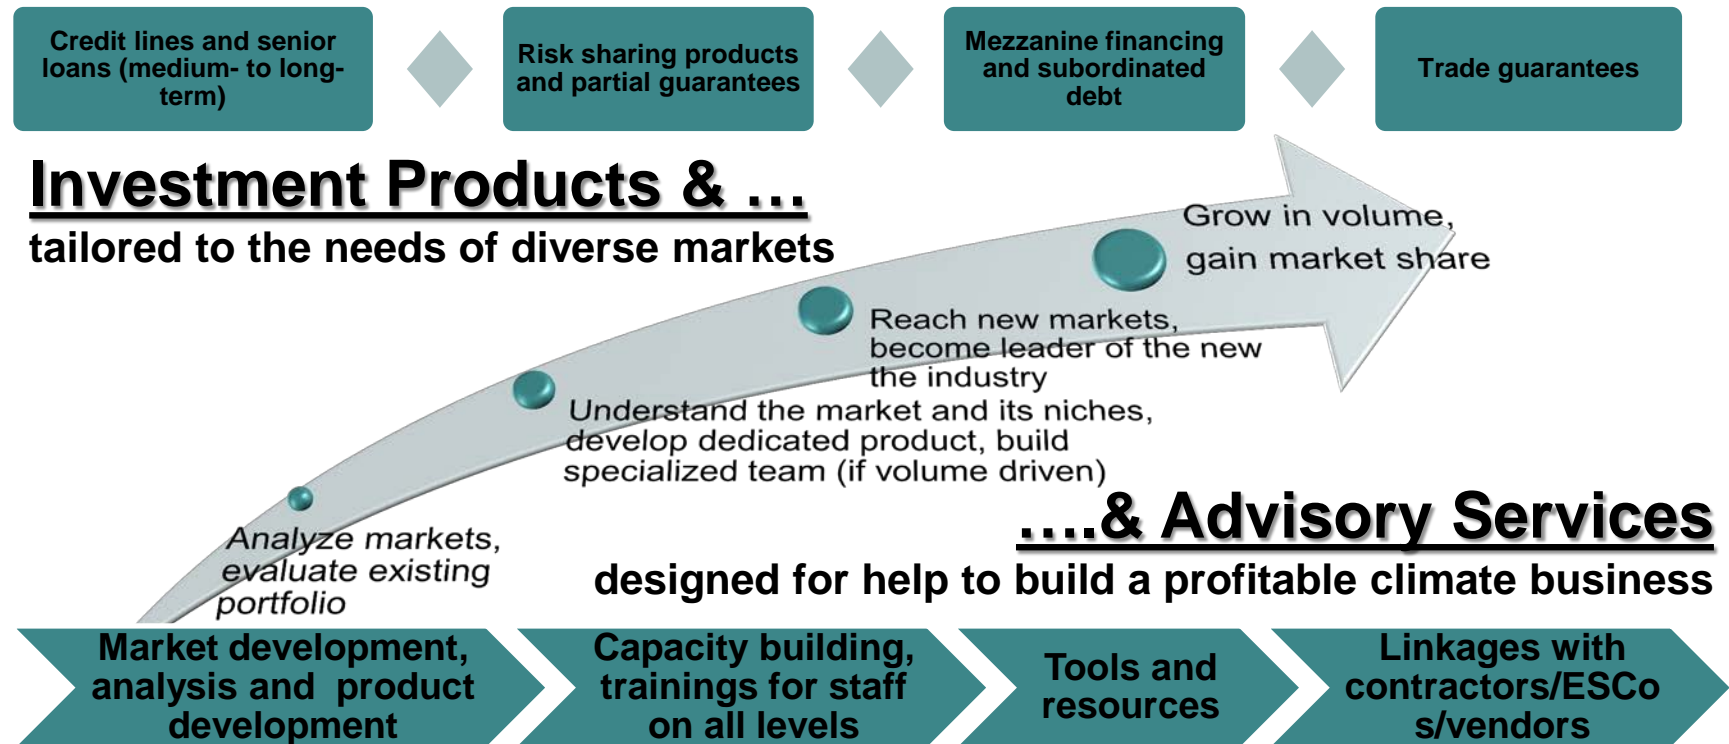 Credit lines and senior
loans (medium- to long-
term)
Risk sharing products
and partial guarantees
Mezzanine financing
and subordinated
debt
Trade guarantees
Investment Products & …
tailored to the needs of diverse markets
Grow in volume,
gain market share
Reach new markets,
become leader of the new
the industry
Understand the market and its niches,
develop dedicated product, build
specialized team (if volume driven)
Analyze markets,
evaluate existing
portfolio
….& Advisory Services
designed for help to build a profitable climate business
Market development,
analysis and  product
development
Capacity building,
trainings for staff
on all levels
Tools and
resources
Linkages with
contractors/ESCo
s/vendors